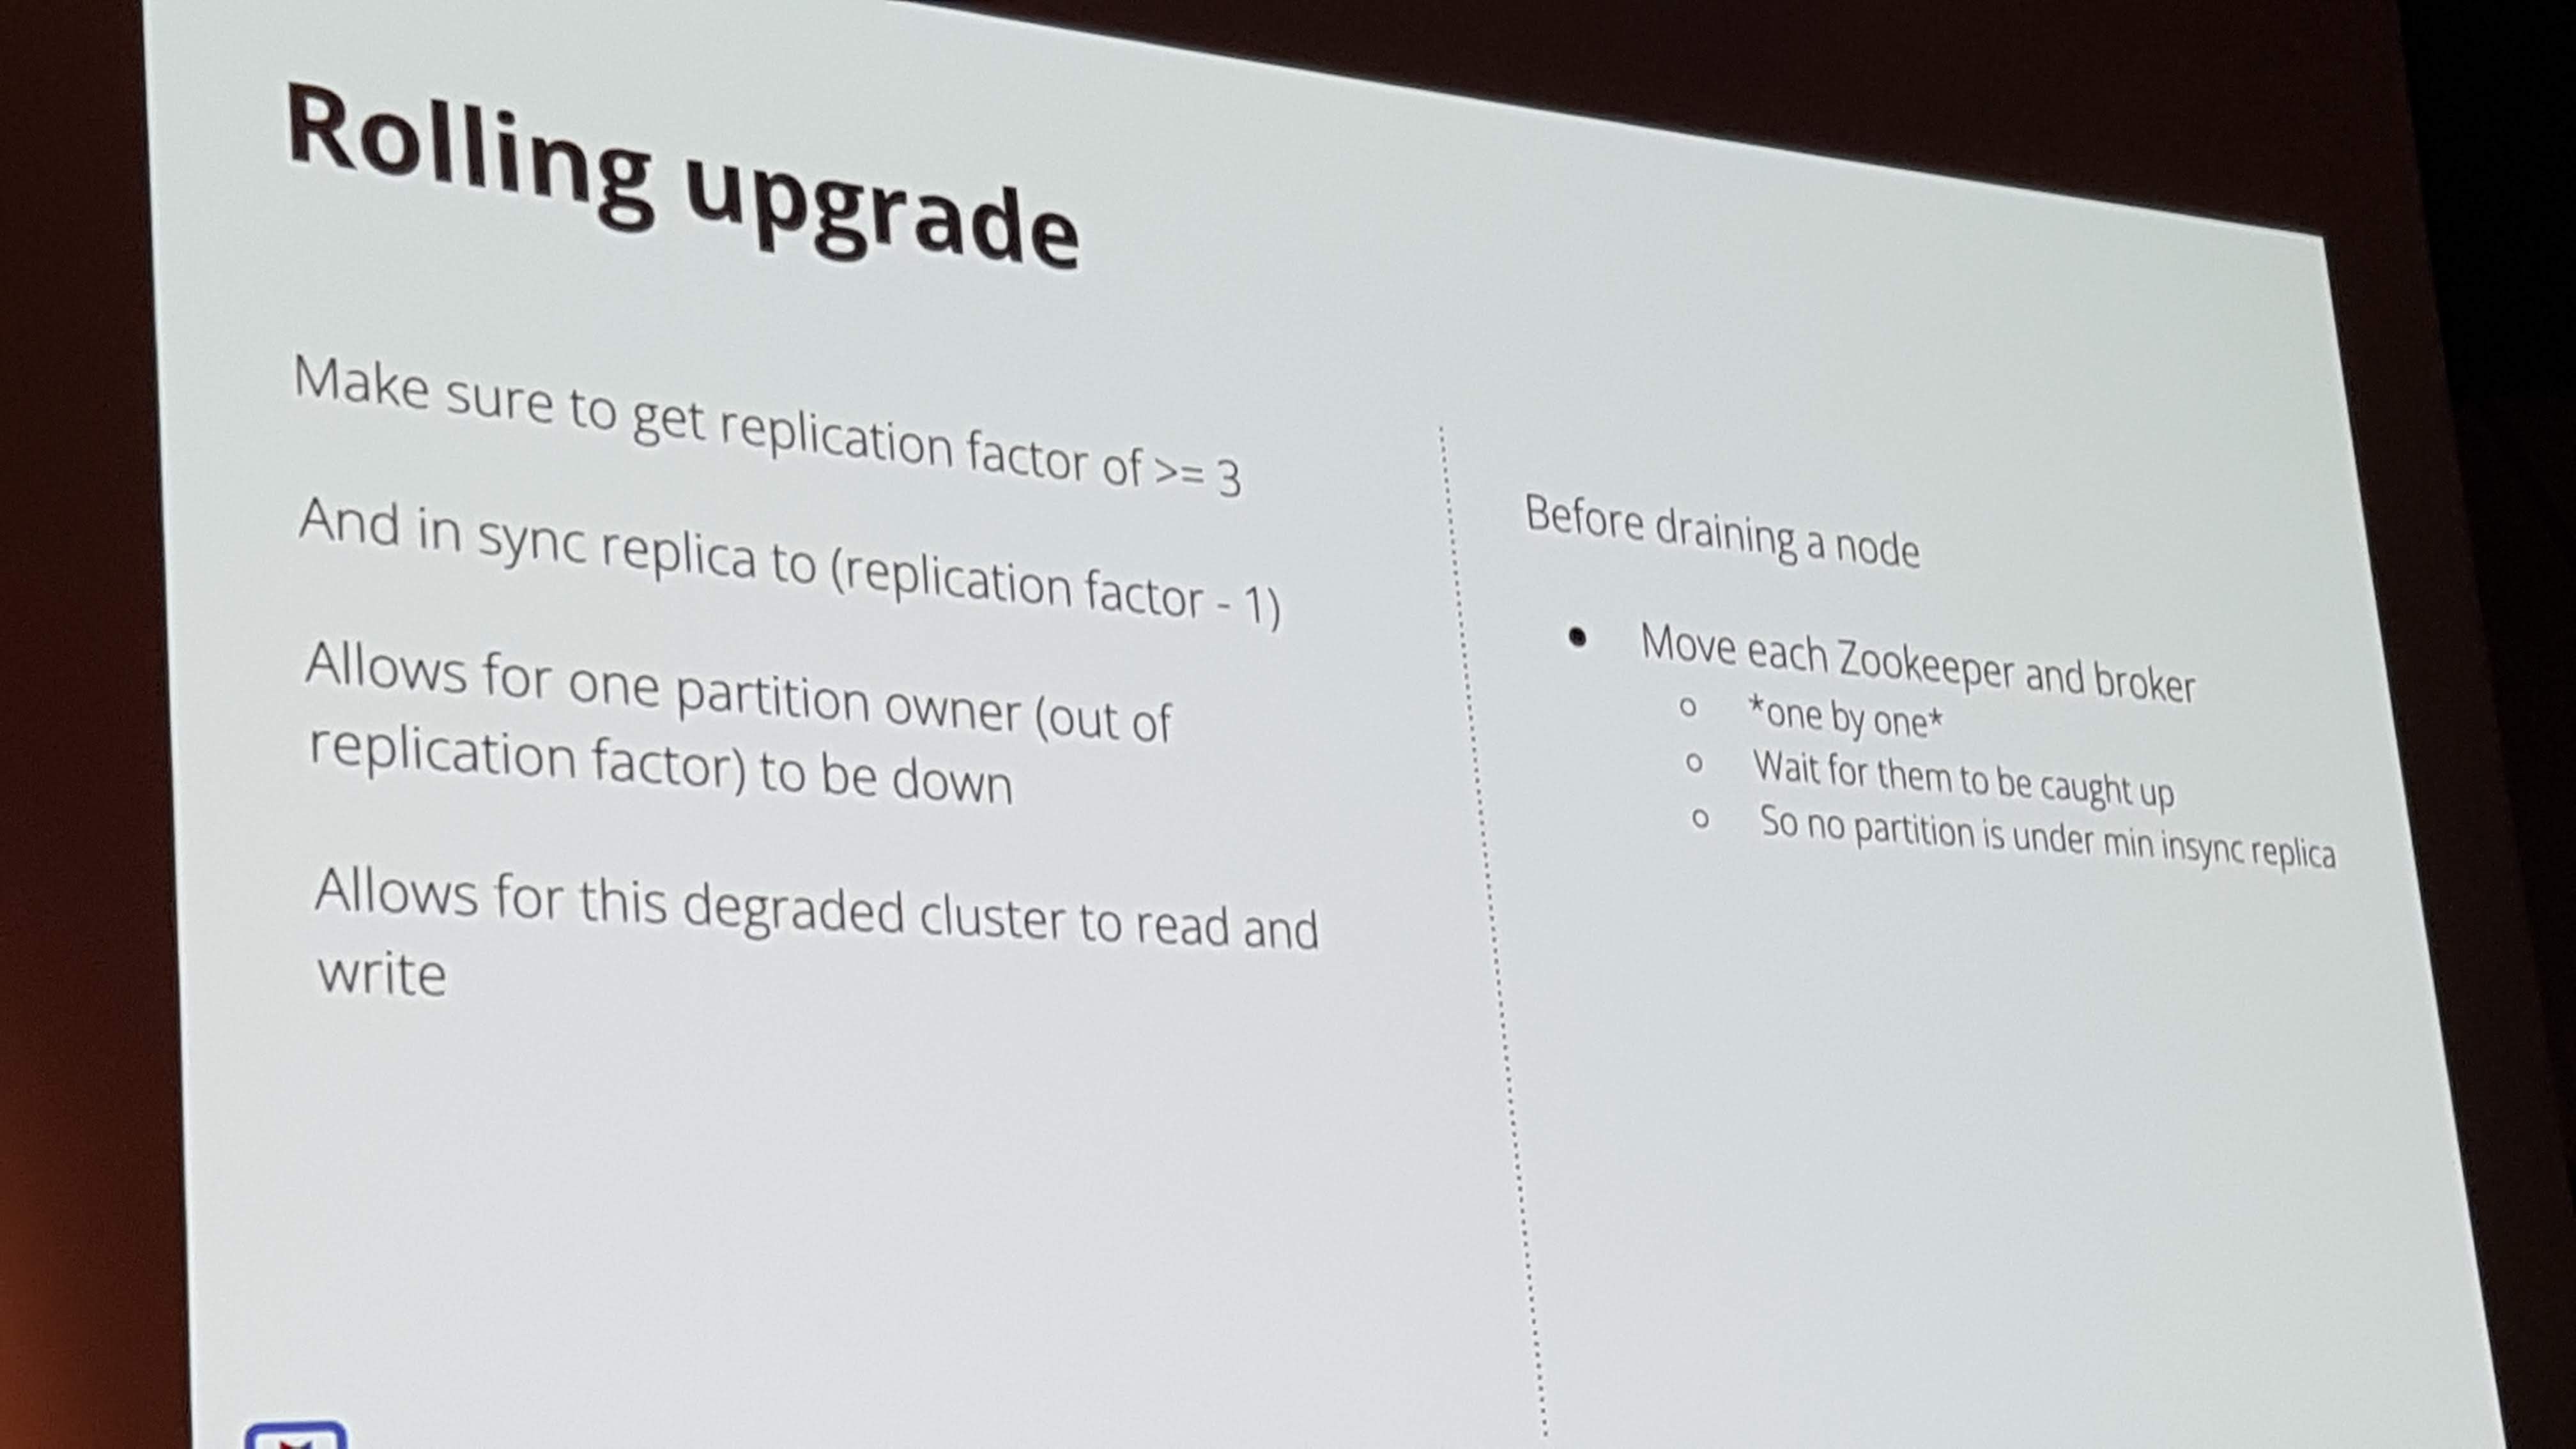 Rolling upgrade
Make sure to get replication factor of >= 3
And in sync replica to (replication factor - 1)
Allows for one partition owner (out of
replication factor) to be down
Allows for this degraded cluster to read and
write
Before draining a node
● Move each Zookeeper and broker
○ *one by one*
○ Wait for them to be caught up
○ So no partition is under min insync replica